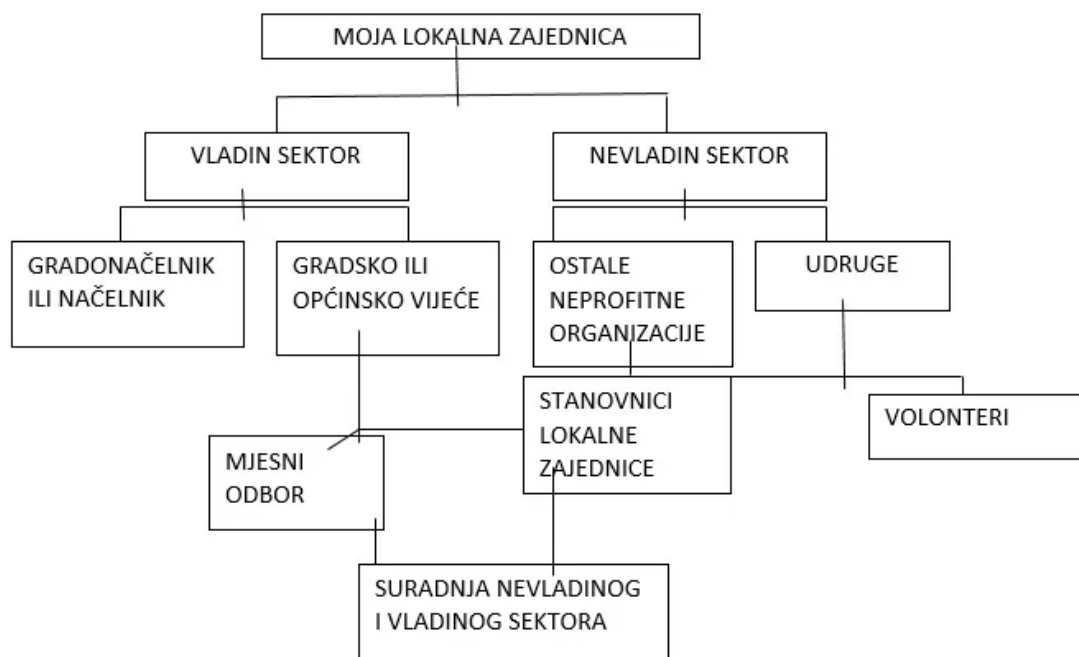 MOJA LOKALNA ZAJEDNICA
VLADIN SEKTOR
NEVLADIN SEKTOR
GRADONAČELNIK
ILI NAČELNIK
GRADSKO ILI
OPĆINSKO VIJEĆE
OSTALE
NEPROFITNE
ORGANIZACIJE
UDRUGE
STANOVNICI
LOKALNE
ZAJEDNICE
VOLONTERI
MJESNI
ODBOR
SURADNJA NEVLADINOG
I VLADINOG SEKTORA